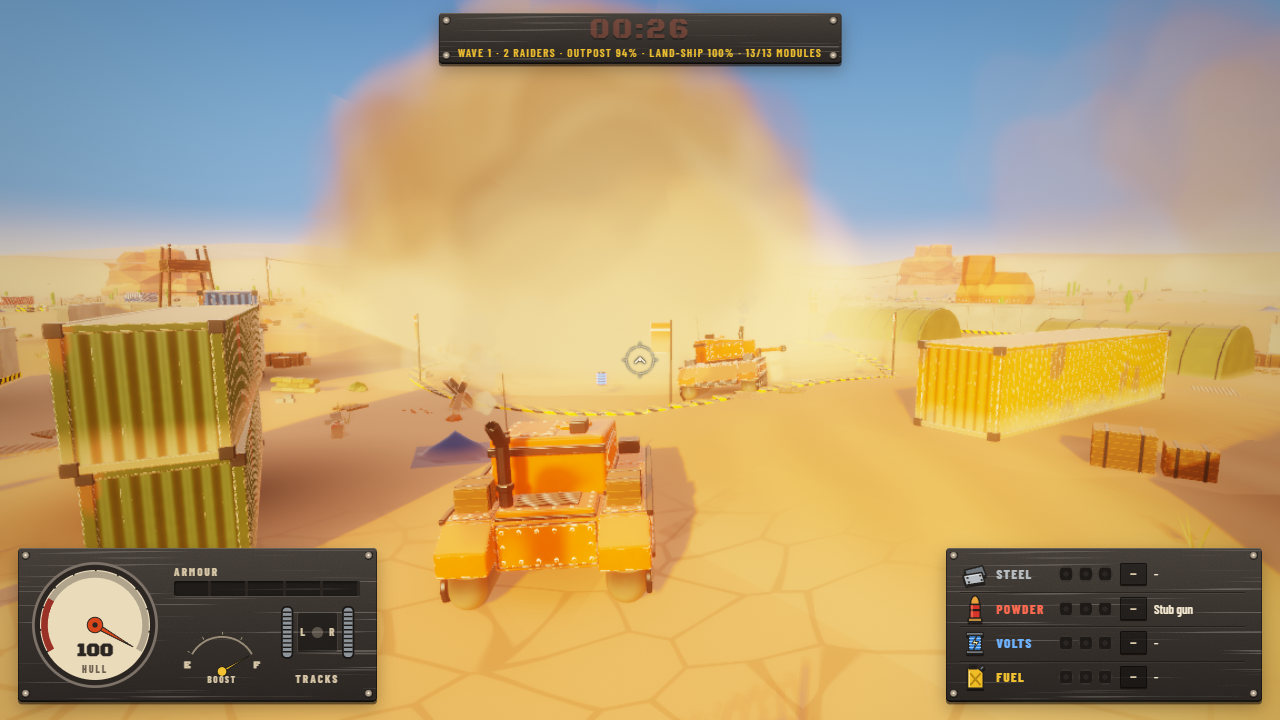 00:26
WAVE 1 · 2 RAIDERS · OUTPOST 94% · LAND-SHIP 100% · 13/13 MODULES
ARMOUR
100
HULL
E F
BOOST
L R
TRACKS
STEEL - -
POWDER - Stub gun
VOLTS - -
FUEL - -